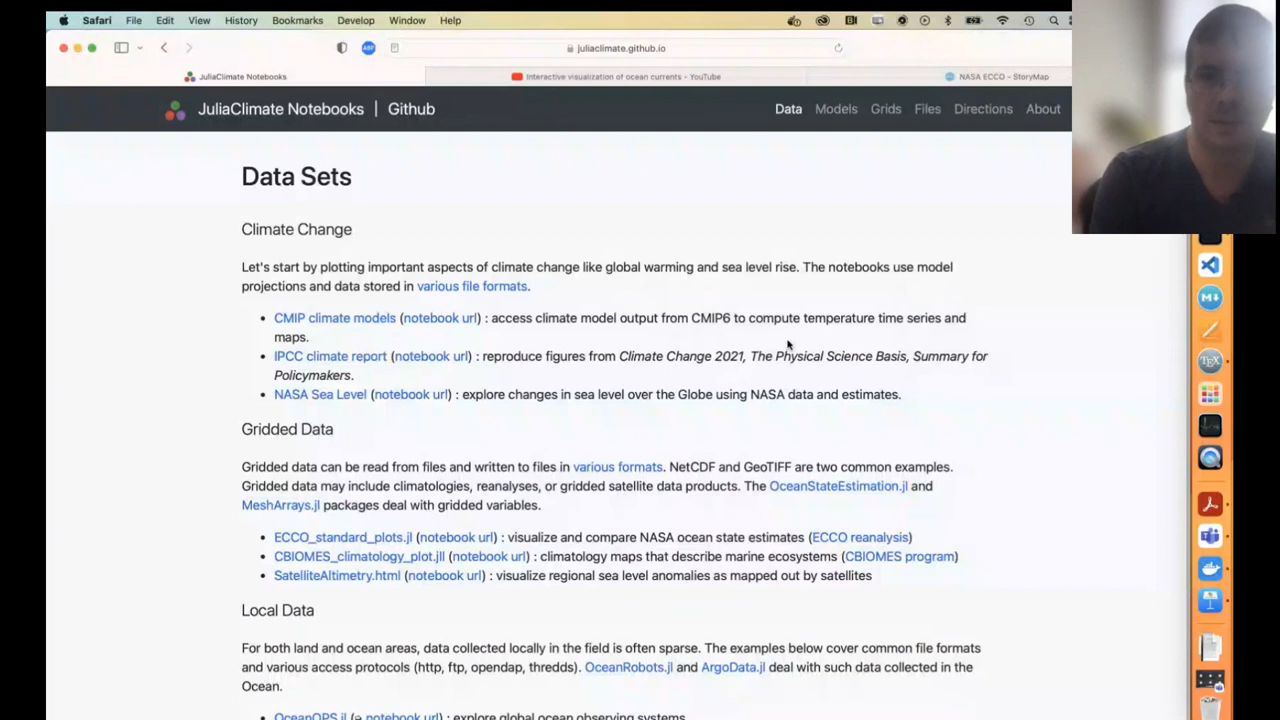 Safari File Edit View History Bookmarks Develop Window Help
juliaclimate.github.io
JuliaClimate Notebooks
Interactive visualization of ocean currents - YouTube
NASA ECCO - StoryMap
JuliaClimate Notebooks | Github
Data Models Grids Files Directions About
Data Sets
Climate Change
Let's start by plotting important aspects of climate change like global warming and sea level rise. The notebooks use model
projections and data stored in various file formats.
• CMIP climate models (notebook url) : access climate model output from CMIP6 to compute temperature time series and
maps.
• IPCC climate report (notebook url) : reproduce figures from Climate Change 2021, The Physical Science Basis, Summary for
Policymakers.
• NASA Sea Level (notebook url) : explore changes in sea level over the Globe using NASA data and estimates.
Gridded Data
Gridded data can be read from files and written to files in various formats. NetCDF and GeoTIFF are two common examples.
Gridded data may include climatologies, reanalyses, or gridded satellite data products. The OceanStateEstimation.jl and
MeshArrays.jl packages deal with gridded variables.
• ECCO_standard_plots.jl (notebook url) : visualize and compare NASA ocean state estimates (ECCO reanalysis)
• CBIOMES_climatology_plot.jll (notebook url) : climatology maps that describe marine ecosystems (CBIOMES program)
• SatelliteAltimetry.html (notebook url) : visualize regional sea level anomalies as mapped out by satellites
Local Data
For both land and ocean areas, data collected locally in the field is often sparse. The examples below cover common file formats
and various access protocols (http, ftp, opendap, thredds). OceanRobots.jl and ArgoData.jl deal with such data collected in the
Ocean.
• OceanOPS.jl (→ notebook url) : explore global ocean observing systems